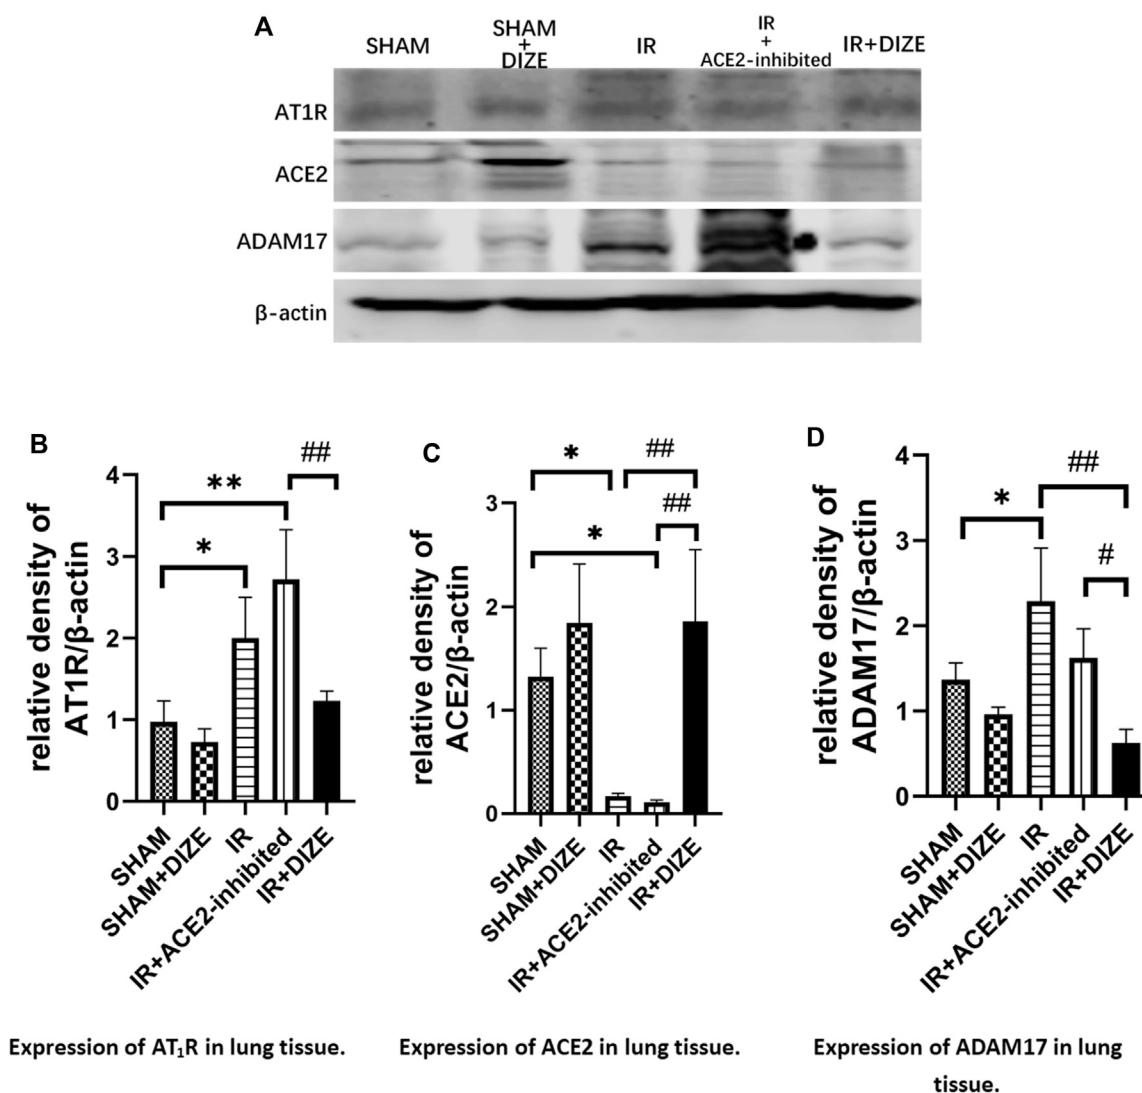 A
SHAM
SHAM
+
DIZE
IR
IR
+
ACE2-inhibited
IR+DIZE
AT1R
ACE2
ADAM17
β-actin
B
relative density of
AT1R/β-actin
4
3
2
1
0
**
*
##
SHAM
SHAM+DIZE
IR
IR+ACE2-inhibited
IR+DIZE
C
relative density of
ACE2/β-actin
3
2
1
0
*
##
##
*
SHAM
SHAM+DIZE
IR
IR+ACE2-inhibited
IR+DIZE
D
relative density of
ADAM17/β-actin
4
3
2
1
0
##
*
#
SHAM
SHAM+DIZE
IR
IR+ACE2-inhibited
IR+DIZE
Expression of AT₁R in lung tissue.
Expression of ACE2 in lung tissue.
Expression of ADAM17 in lung
tissue.